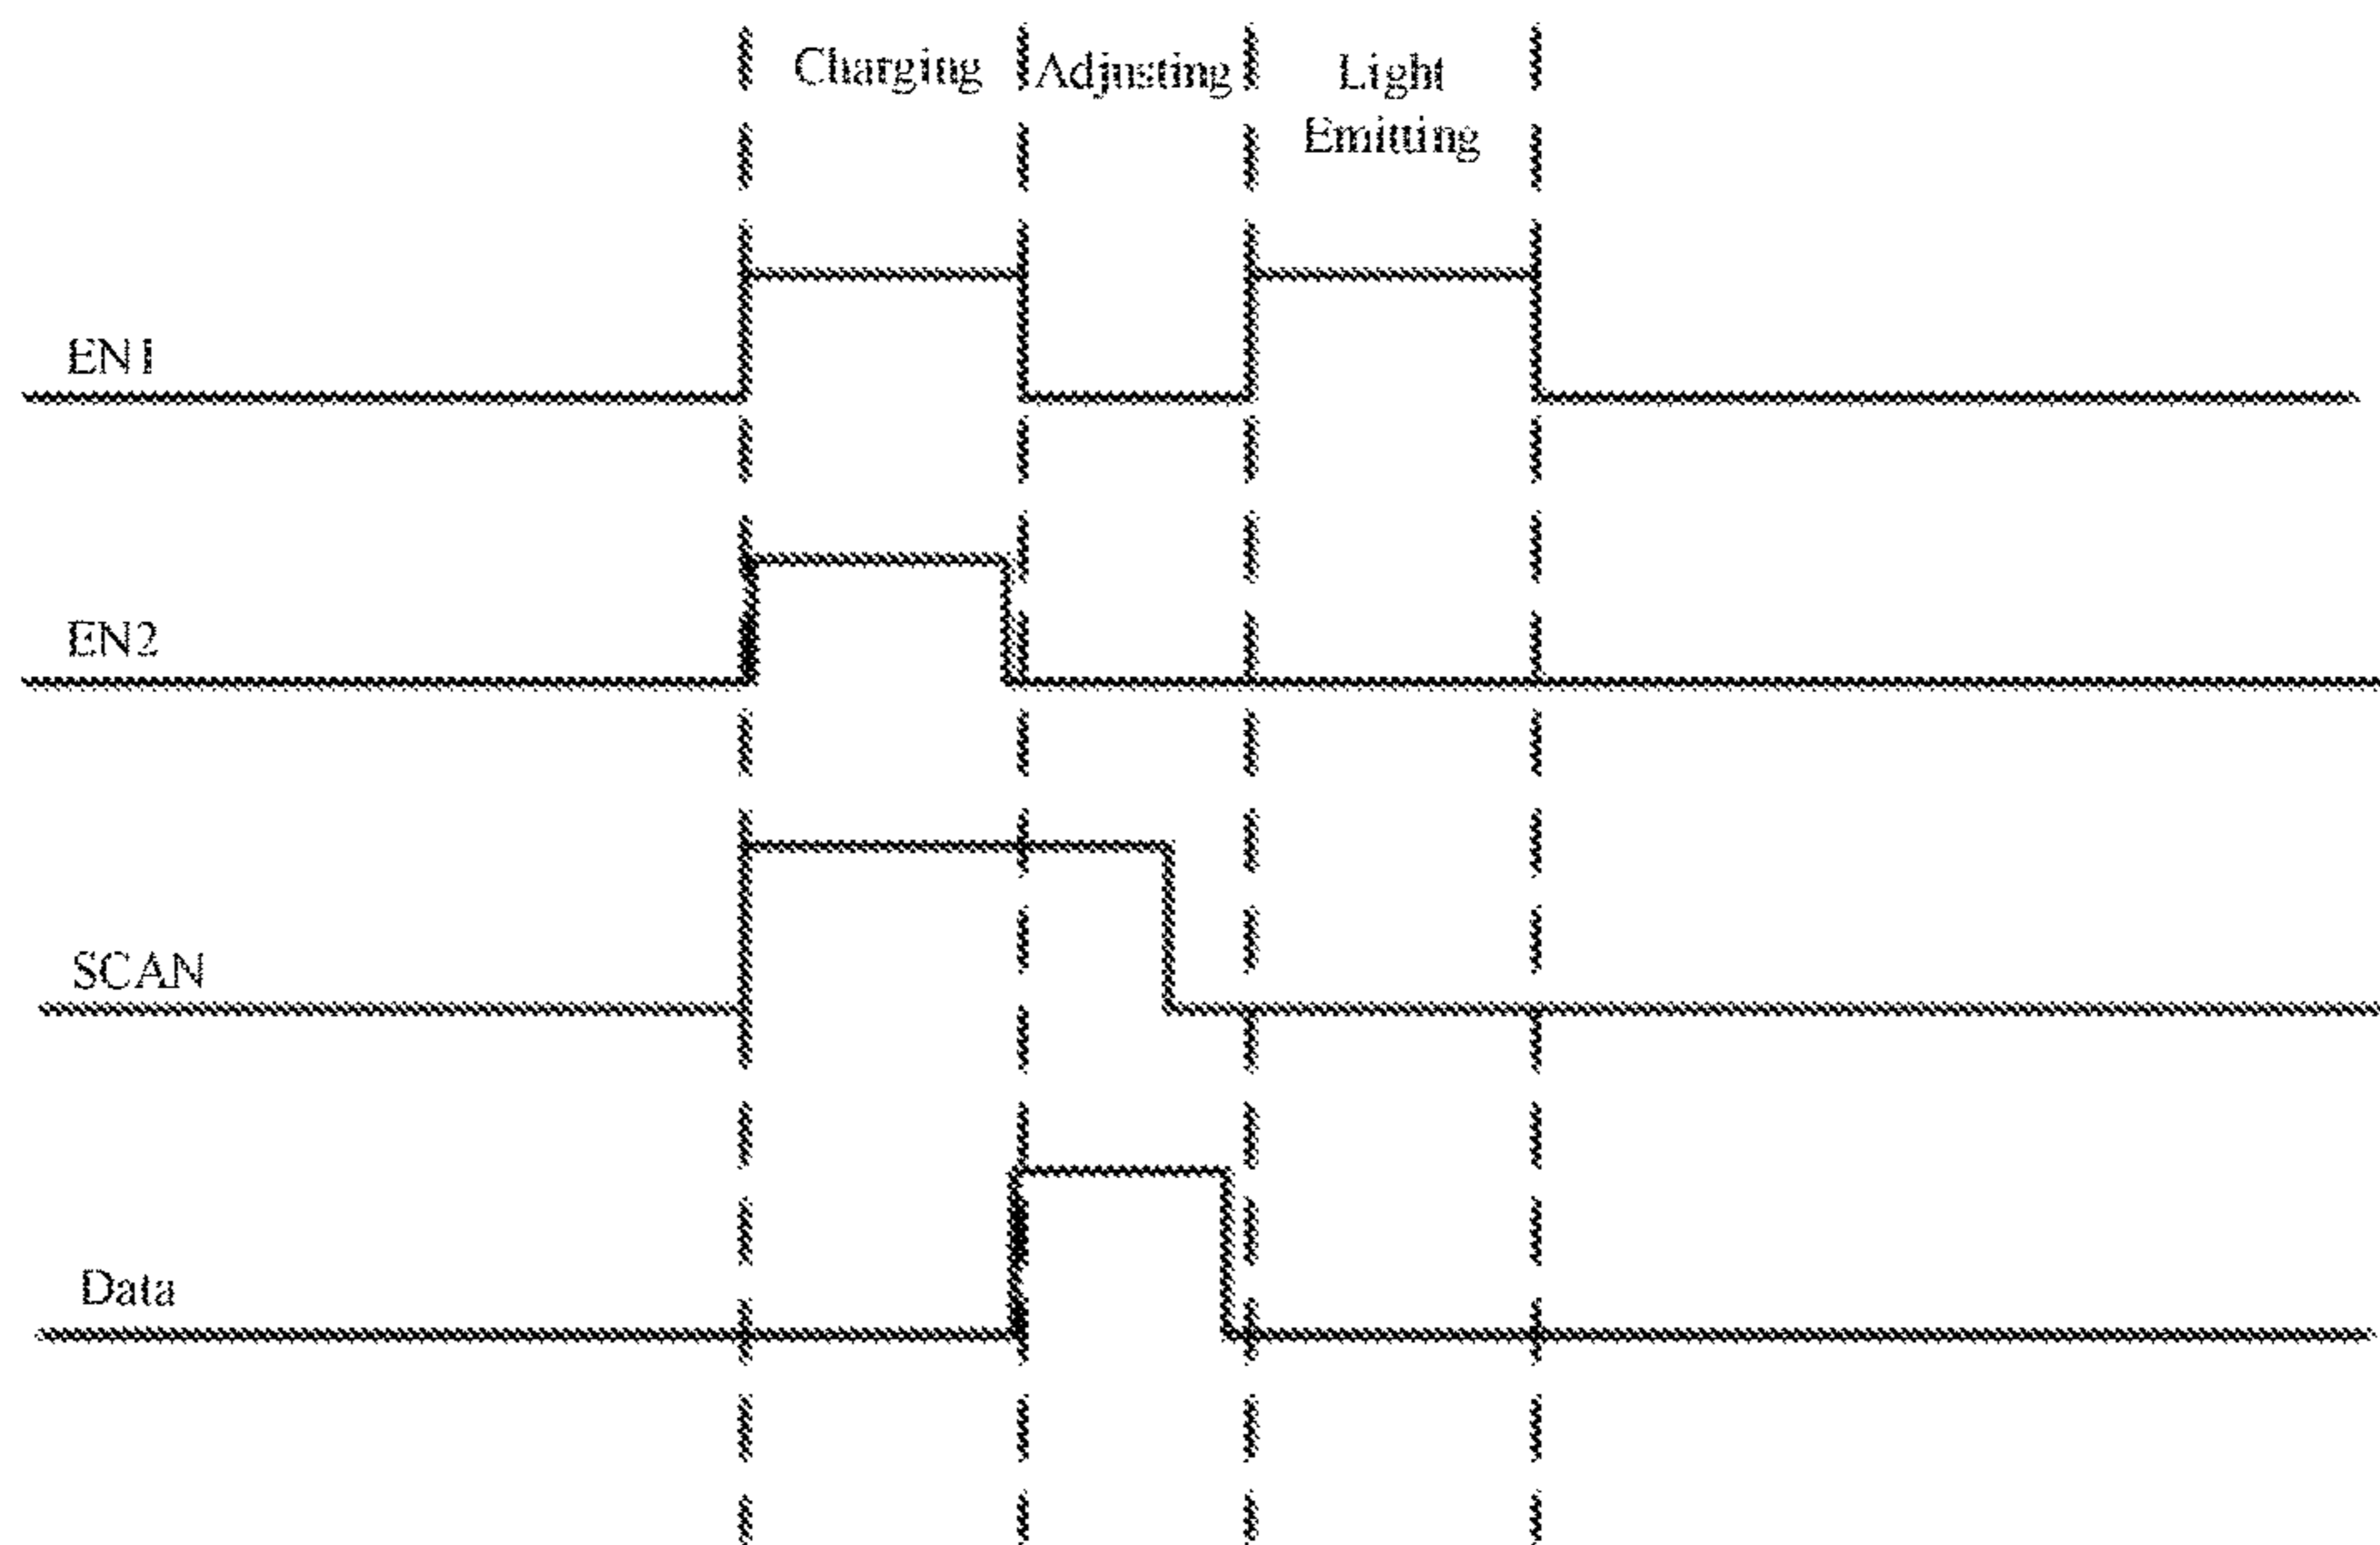 Charging
Adjusting
Light
Emitting
EN1
EN2
SCAN
Data